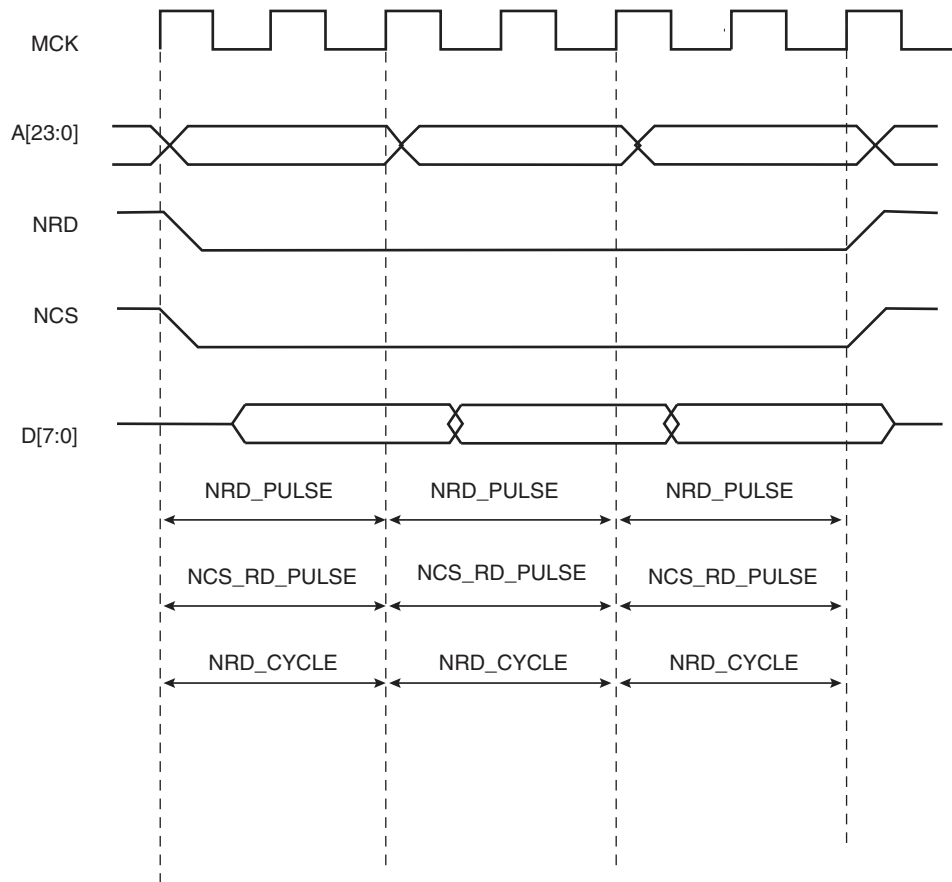 MCK
A[23:0]
NRD
NCS
D[7:0]
NRD_PULSE NRD_PULSE NRD_PULSE
NCS_RD_PULSE NCS_RD_PULSE NCS_RD_PULSE
NRD_CYCLE NRD_CYCLE NRD_CYCLE